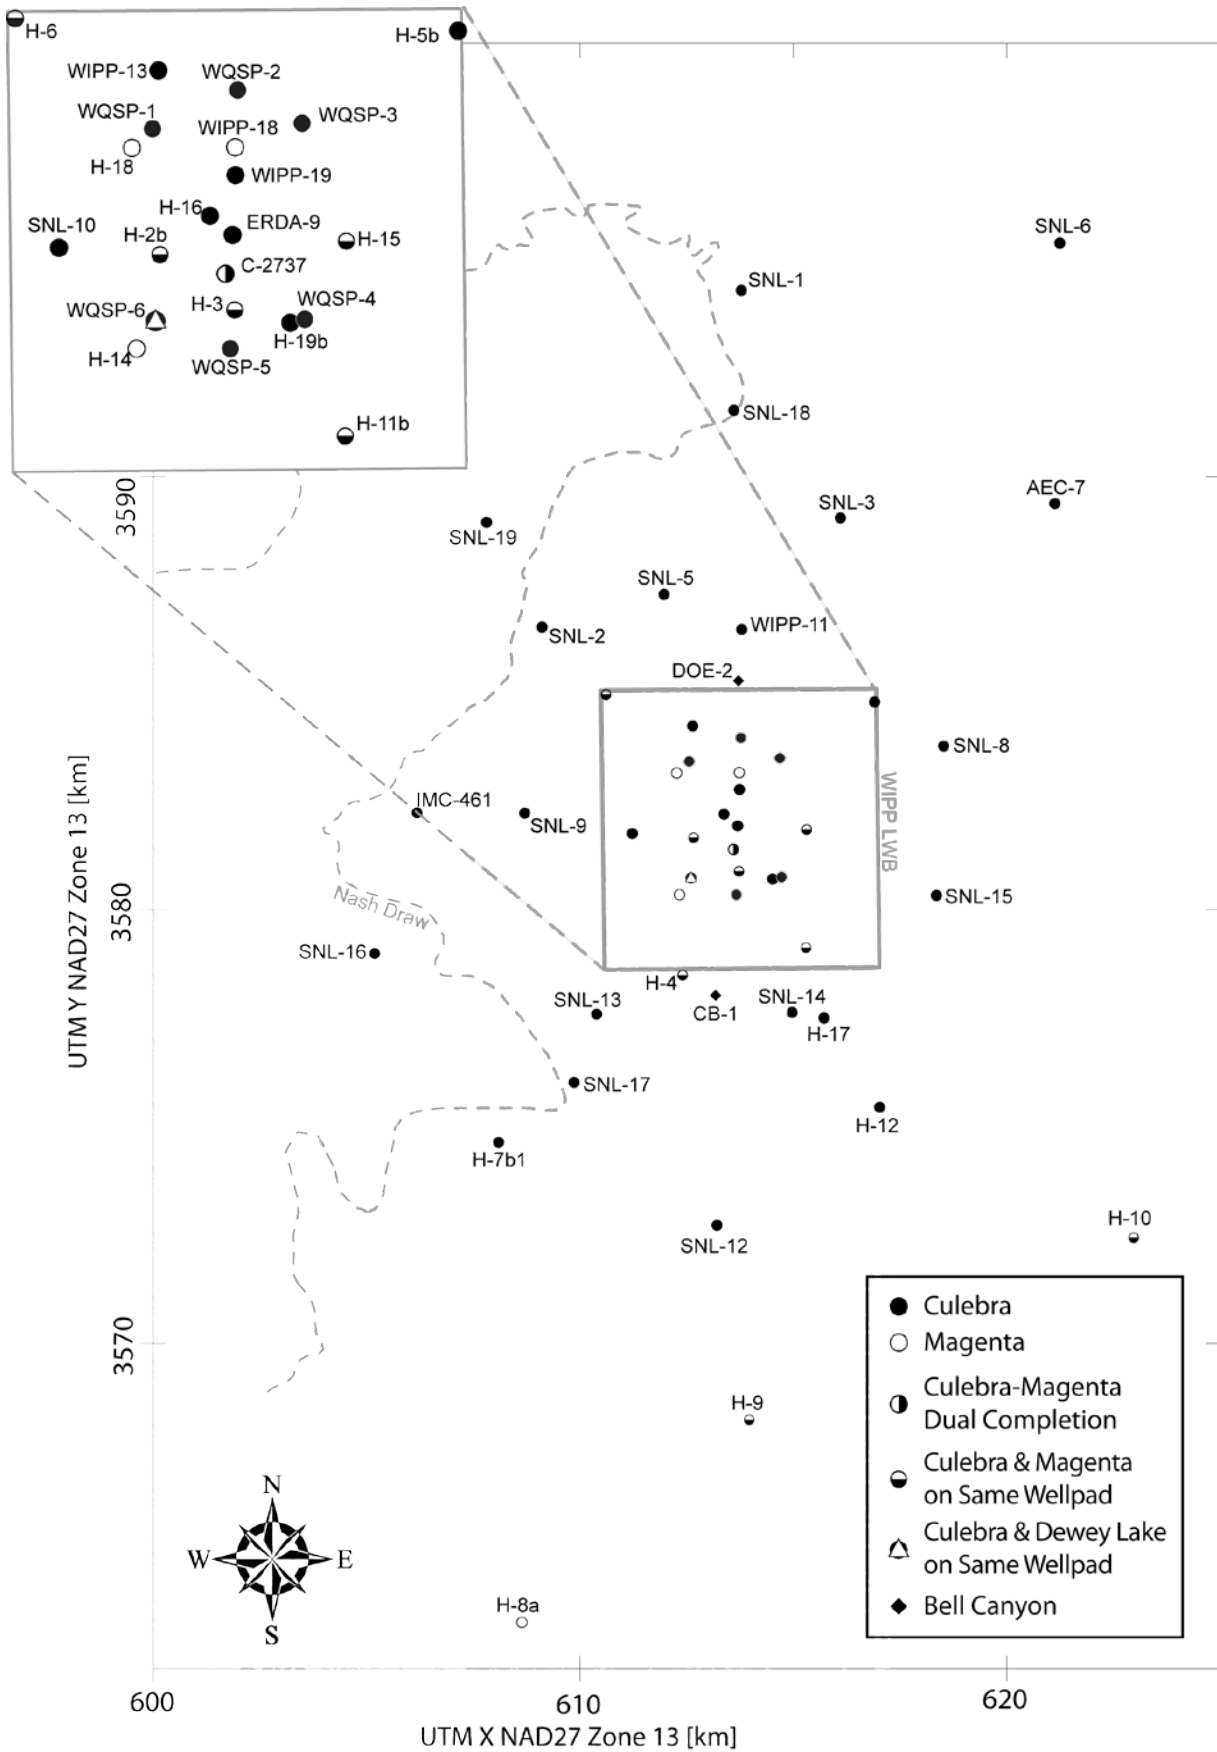 H-6
H-5b
WIPP-13
WQSP-2
WQSP-1
WQSP-3
WIPP-18
H-18
WIPP-19
H-16
SNL-10
ERDA-9
H-2b
H-15
C-2737
WQSP-6
H-3
WQSP-4
H-19b
H-14
WQSP-5
H-11b
SNL-6
SNL-1
SNL-18
3590
AEC-7
SNL-3
SNL-19
SNL-5
SNL-2
WIPP-11
DOE-2
SNL-8
IMC-461
SNL-9
WIPP LWB
UTM Y NAD27 Zone 13 [km]
3580
Nash Draw
SNL-15
SNL-16
H-4
SNL-13
CB-1
SNL-14
H-17
SNL-17
H-12
H-7b1
H-10
SNL-12
3570
Culebra
Magenta
Culebra-Magenta
Dual Completion
Culebra & Magenta
on Same Wellpad
Culebra & Dewey Lake
on Same Wellpad
Bell Canyon
H-9
N
W
E
S
H-8a
600
610
620
UTM X NAD27 Zone 13 [km]